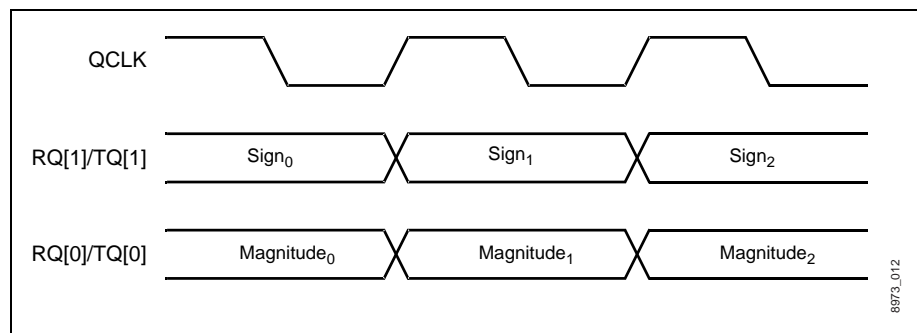 QCLK
RQ[1]/TQ[1] Sign0 Sign1 Sign2
RQ[0]/TQ[0] Magnitude0 Magnitude1 Magnitude2
8973_012